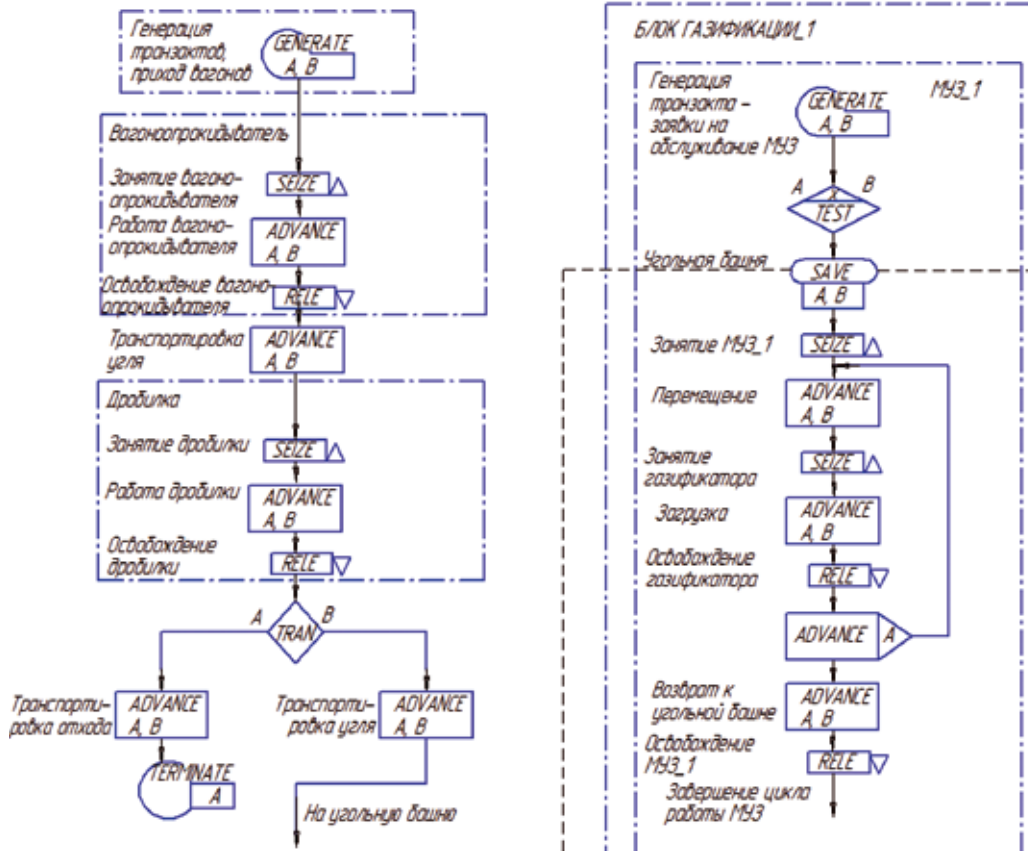 Генерация
транзактов,
приход вагонов
GENERATE
A, B
Вагоноопрокидыватель
Занятие вагоно-
опрокидывателя
SEIZE
Работа вагоно-
опрокидывателя
ADVANCE
A, B
Освобождение вагоно-
опрокидывателя
RELE
Транспортировка
угля
ADVANCE
A, B
Дробилка
Занятие дробилки
SEIZE
Работа дробилки
ADVANCE
A, B
Освобождение
дробилки
RELE
A
B
TRAN
Транспорти-
ровка отхода
ADVANCE
A, B
Транспорти-
ровка угля
ADVANCE
A, B
TERMINATE
A
На угольную башню
БЛОК ГАЗИФИКАЦИИ_1
МУЗ_1
Генерация
транзакта -
заявки на
обслуживание МУЗ
GENERATE
A, B
A
B
X
TEST
Угольная башня
SAVE
A, B
Занятие МУЗ_1
SEIZE
Перемещение
ADVANCE
A, B
Занятие
газификатора
SEIZE
Загрузка
ADVANCE
A, B
Освобождение
газификатора
RELE
ADVANCE
A
Возврат к
угольной башне
ADVANCE
A, B
Освобождение
МУЗ_1
RELE
Завершение цикла
работы МУЗ